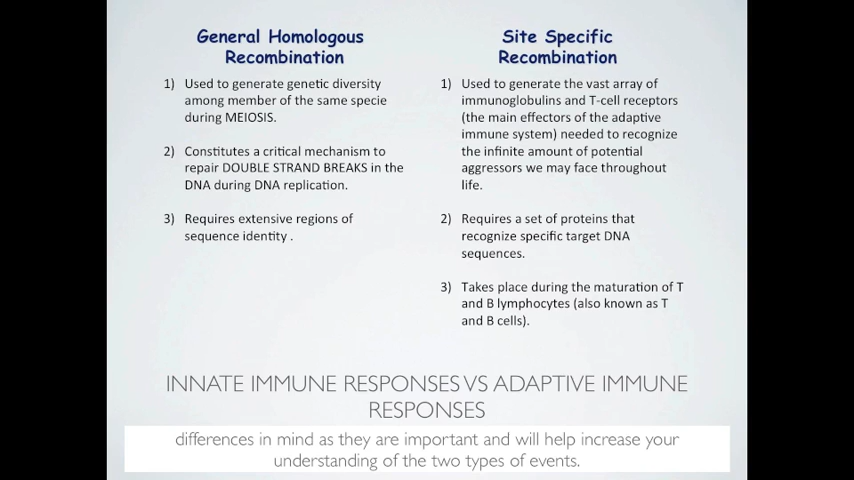 General Homologous
Recombination
1) Used to generate genetic diversity
among member of the same specie
during MEIOSIS.
2) Constitutes a critical mechanism to
repair DOUBLE STRAND BREAKS in the
DNA during DNA replication.
3) Requires extensive regions of
sequence identity .
Site Specific
Recombination
1) Used to generate the vast array of
immunoglobulins and T-cell receptors
(the main effectors of the adaptive
immune system) needed to recognize
the infinite amount of potential
aggressors we may face throughout
life.
2) Requires a set of proteins that
recognize specific target DNA
sequences.
3) Takes place during the maturation of T
and B lymphocytes (also known as T
and B cells).
INNATE IMMUNE RESPONSES VS ADAPTIVE IMMUNE
RESPONSES
differences in mind as they are important and will help increase your
understanding of the two types of events.